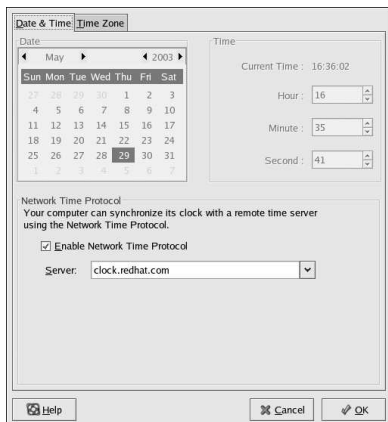 Date & Time Time Zone
Date
May 2003
Sun Mon Tue Wed Thu Fri Sat
27 28 29 30 1 2 3
4 5 6 7 8 9 10
11 12 13 14 15 16 17
18 19 20 21 22 23 24
25 26 27 28 29 30 31
1 2 3 4 5 6 7
Time
Current Time : 16:36:02
Hour : 16
Minute : 35
Second : 41
Network Time Protocol
Your computer can synchronize its clock with a remote time server
using the Network Time Protocol.
Enable Network Time Protocol
Server: clock.redhat.com
Help Cancel OK